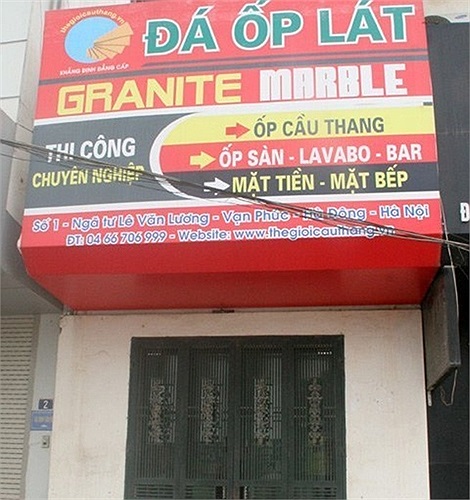 thegioicauthang.vn
KHẲNG ĐỊNH ĐẲNG CẤP
ĐÁ ỐP LÁT
GRANITE MARBLE
THI CÔNG
CHUYÊN NGHIỆP
ỐP CẦU THANG
ỐP SÀN - LAVABO - BAR
MẶT TIỀN - MẶT BẾP
Số 1 - Ngã tư Lê Văn Lương - Vạn Phúc - Hà Đông - Hà Nội
ĐT: 04 66 706 999 - Website: www.thegioicauthang.vn
2